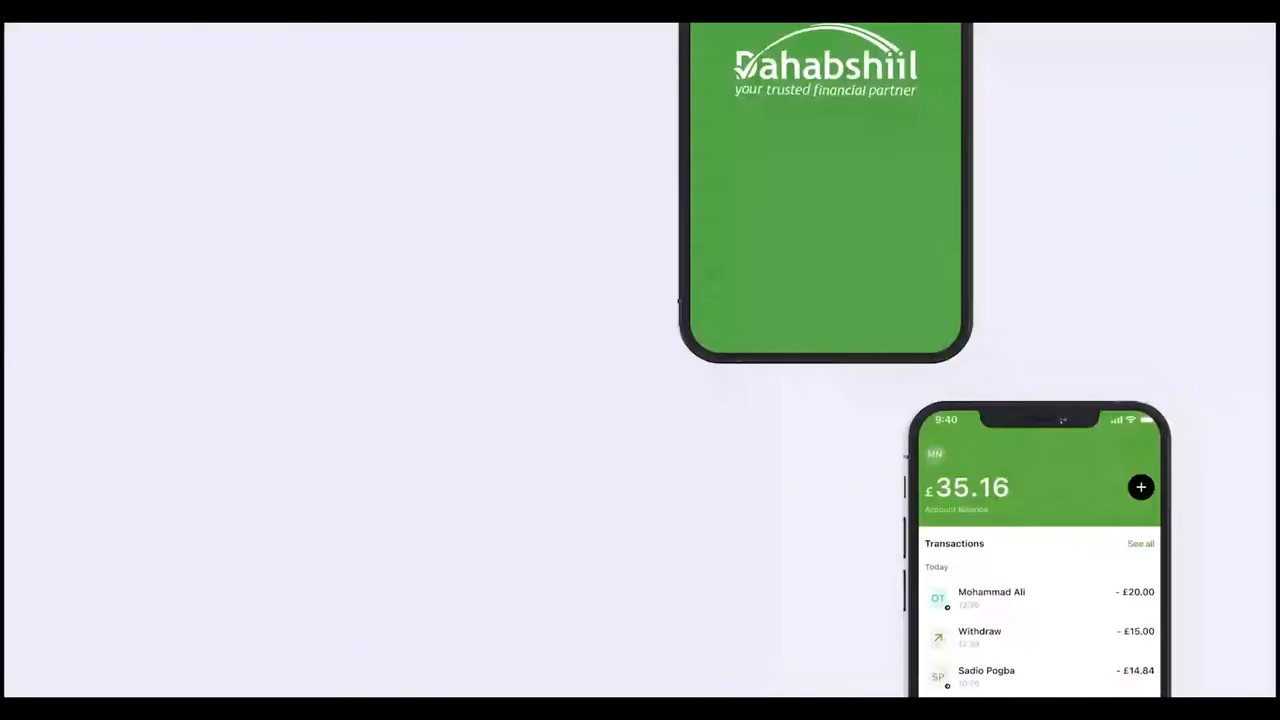 Dahabshiil
your trusted financial partner
9:40
MN
£35.16
Account Balance
Transactions
See all
Today
OT
Mohammad Ali
- £20.00
Withdraw
- £15.00
SP
Sadio Pogba
- £14.84